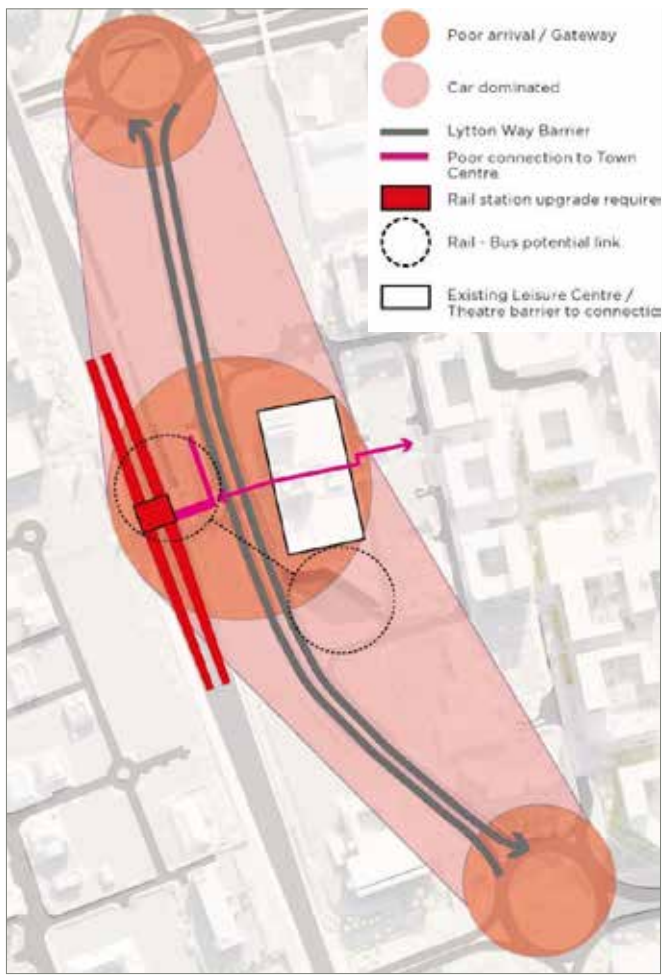 Poor arrival / Gateway
Car dominated
Lytton Way Barrier
Poor connection to Town
Centre
Rail station upgrade require
Rail - Bus potential link
Existing Leisure Centre /
Theatre barrier to connectio